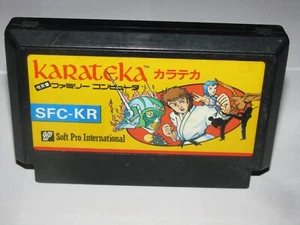 KARATEKA カラテカ
ファミリー コンピュータ
SFC-KR
Soft Pro International